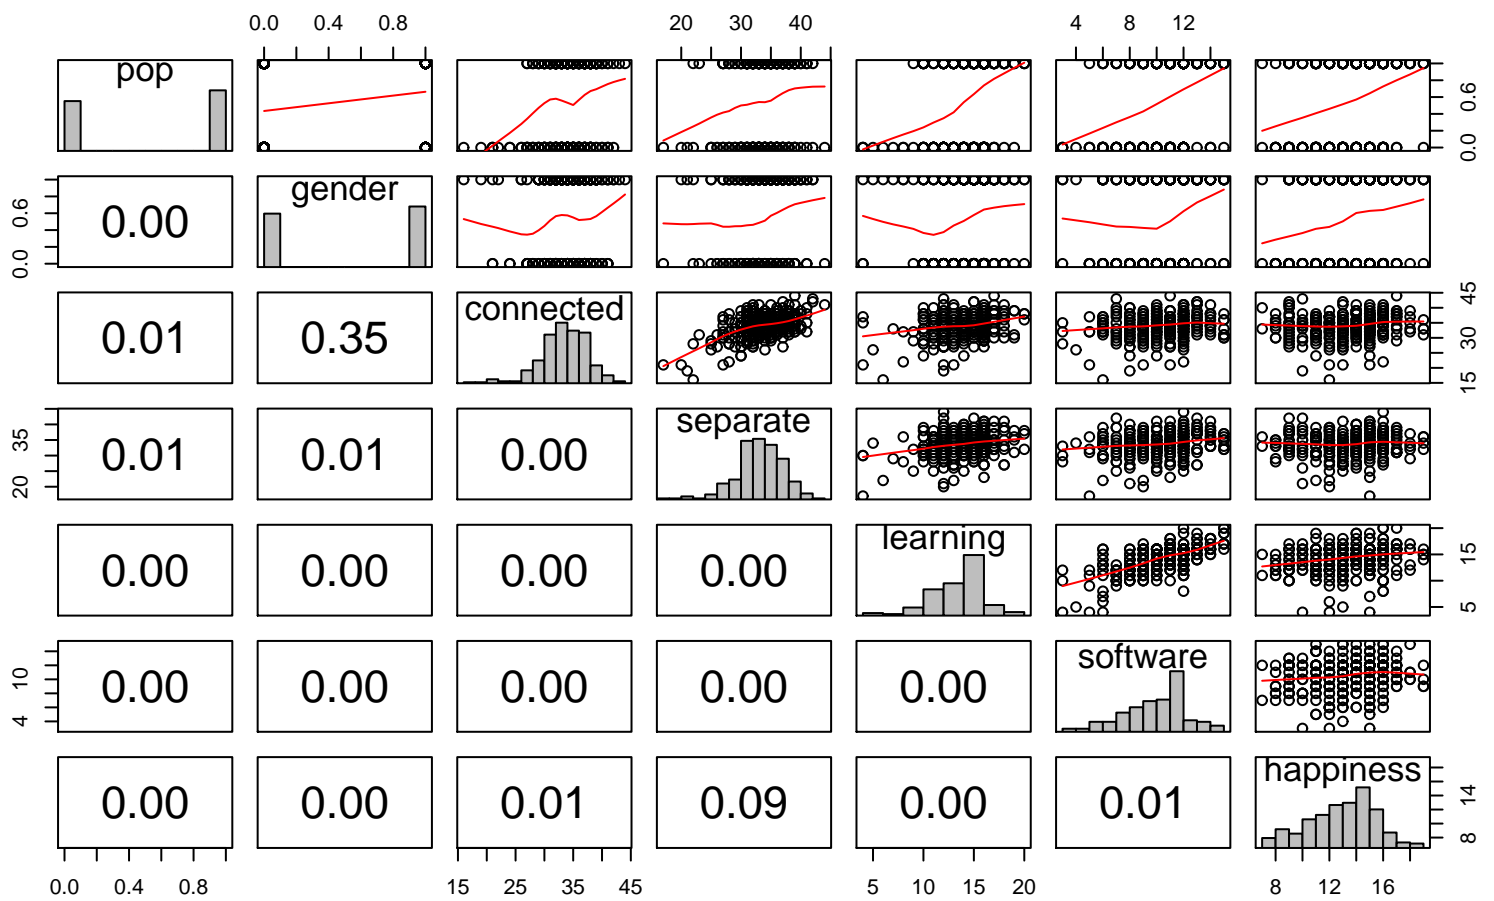 0.0 0.4 0.8 20 30 40 4 8 12
pop
0.0 0.6
gender
0.0 0.6
0.00
connected
15 30 45
0.01 0.35
separate
20 35
0.01 0.01 0.00
learning
5 15
0.00 0.00 0.00 0.00
software
4 10
0.00 0.00 0.00 0.00 0.00
happiness
8 14
0.00 0.00 0.01 0.09 0.00 0.01
0.0 0.4 0.8 15 25 35 45 5 10 15 20 8 12 16